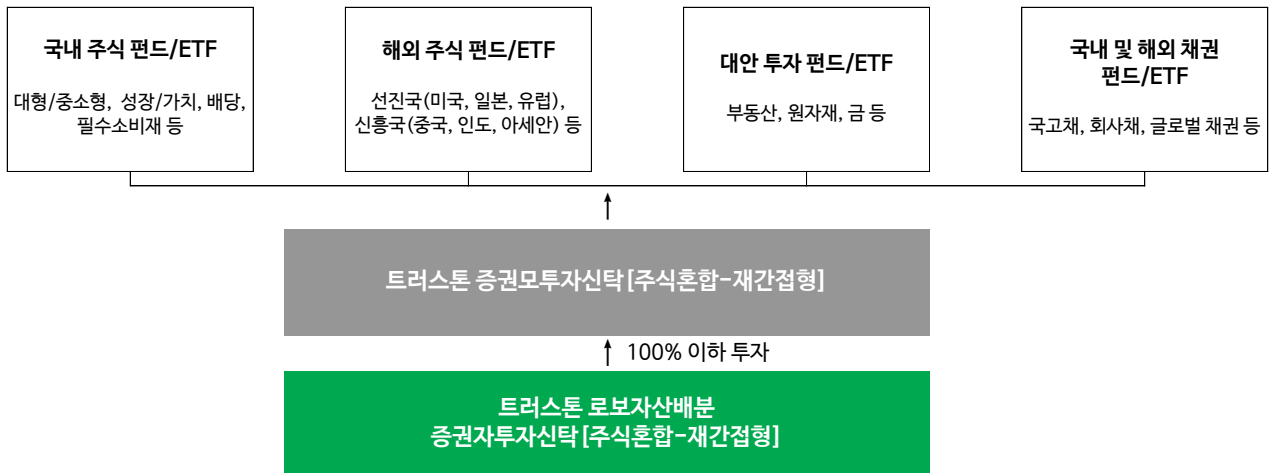 국내 주식 펀드/ETF
대형/중소형, 성장/가치, 배당,
필수소비재 등
해외 주식 펀드/ETF
선진국(미국, 일본, 유럽),
신흥국(중국, 인도, 아세안) 등
대안 투자 펀드/ETF
부동산, 원자재, 금 등
국내 및 해외 채권
펀드/ETF
국고채, 회사채, 글로벌 채권 등
트러스톤 증권모투자신탁[주식혼합-재간접형]
100% 이하 투자
트러스톤 로보자산배분
증권자투자신탁[주식혼합-재간접형]